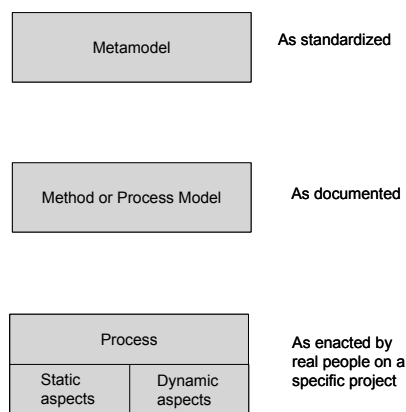 Metamodel
As standardized
Method or Process Model
As documented
Process
Static
aspects
Dynamic
aspects
As enacted by
real people on a
specific project